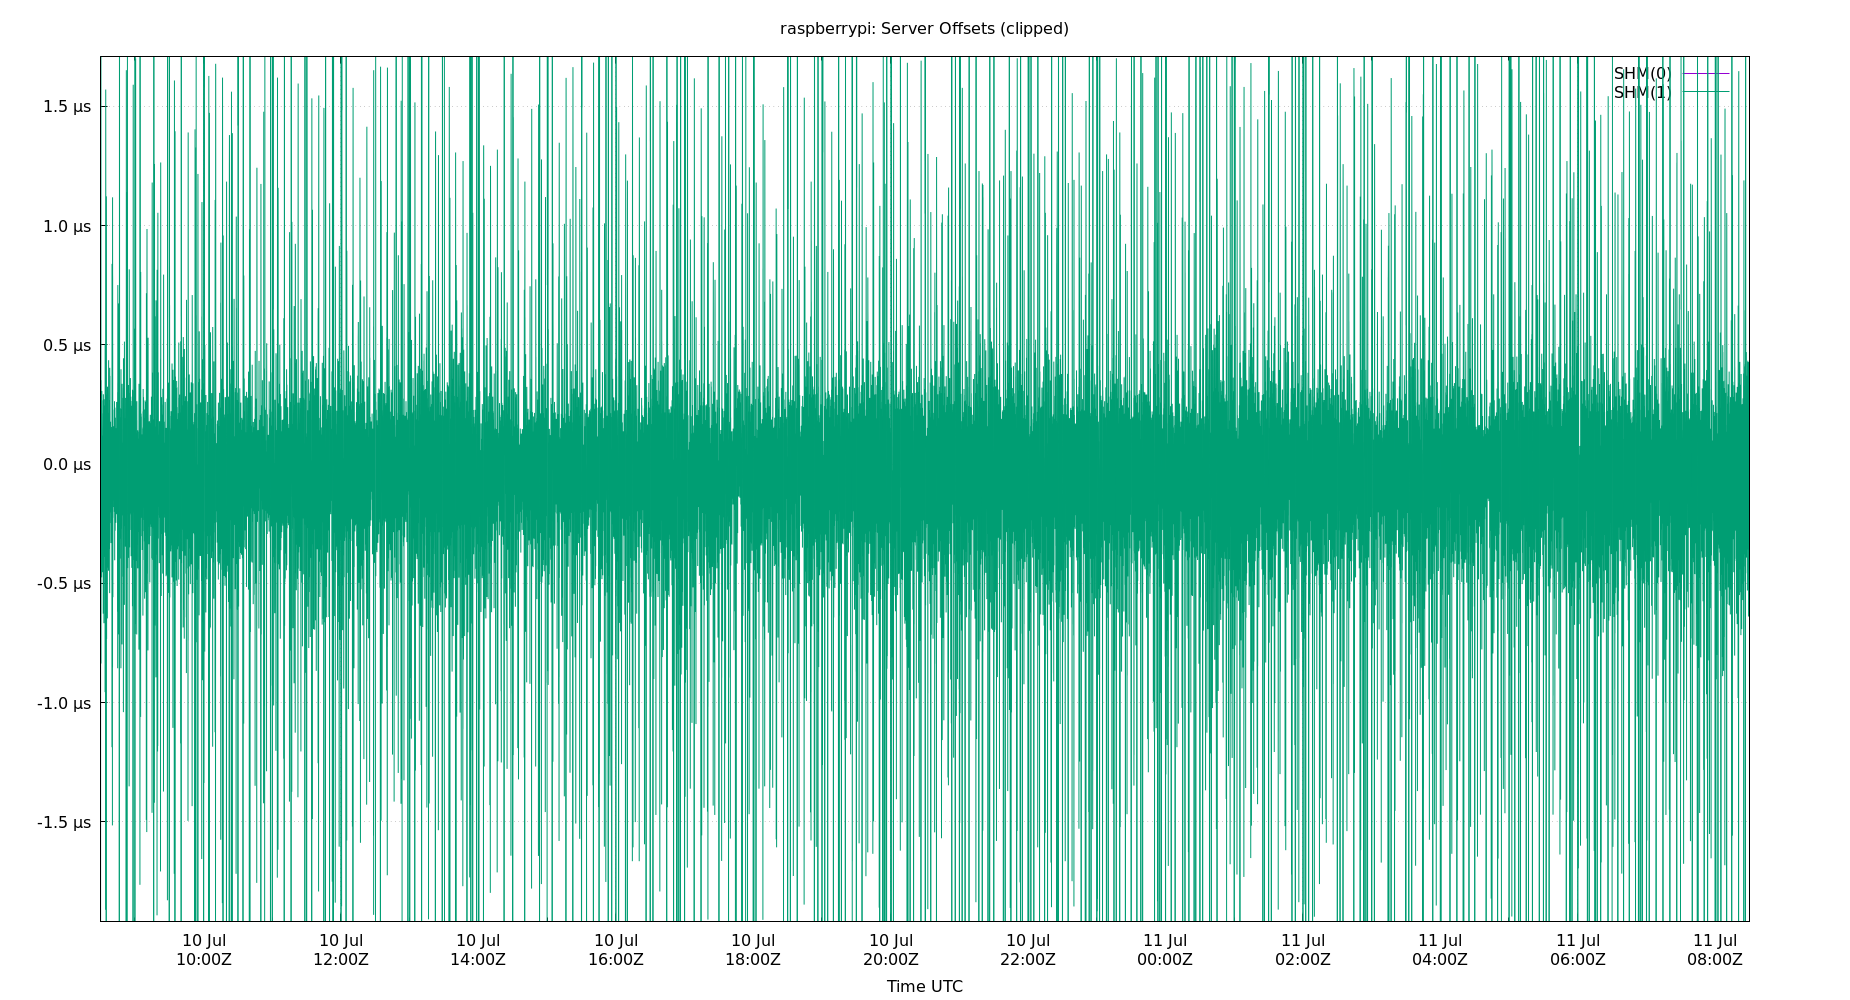 raspberrypi: Server Offsets (clipped)
SHM(0)
SHM(1)
1.5 µs
1.0 µs
0.5 µs
0.0 µs
-0.5 µs
-1.0 µs
-1.5 µs
10 Jul 10 Jul 10 Jul 10 Jul 10 Jul 10 Jul 10 Jul 11 Jul 11 Jul 11 Jul 11 Jul 11 Jul
10:00Z 12:00Z 14:00Z 16:00Z 18:00Z 20:00Z 22:00Z 00:00Z 02:00Z 04:00Z 06:00Z 08:00Z
Time UTC